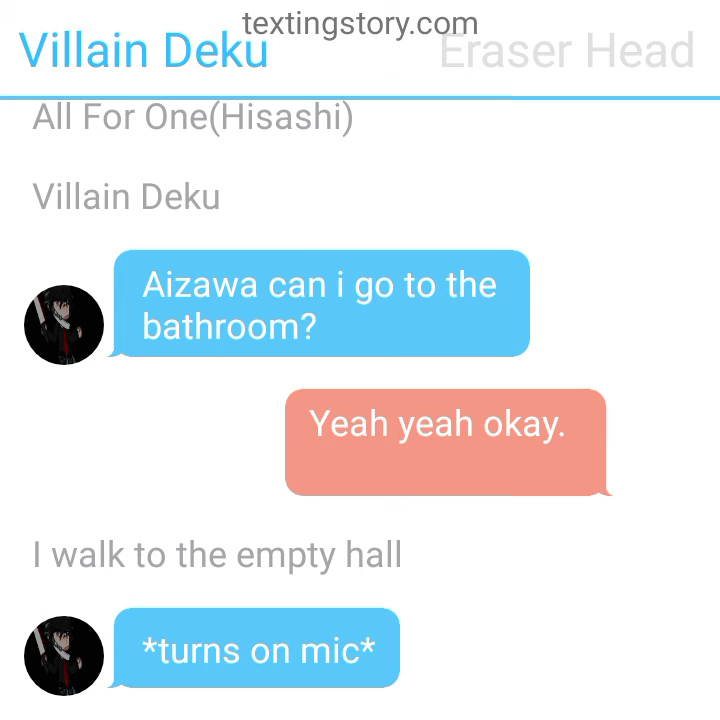 textingstory.com
Villain Deku Eraser Head
All For One(Hisashi)
Villain Deku
Aizawa can i go to the
bathroom?
Yeah yeah okay.
I walk to the empty hall
*turns on mic*